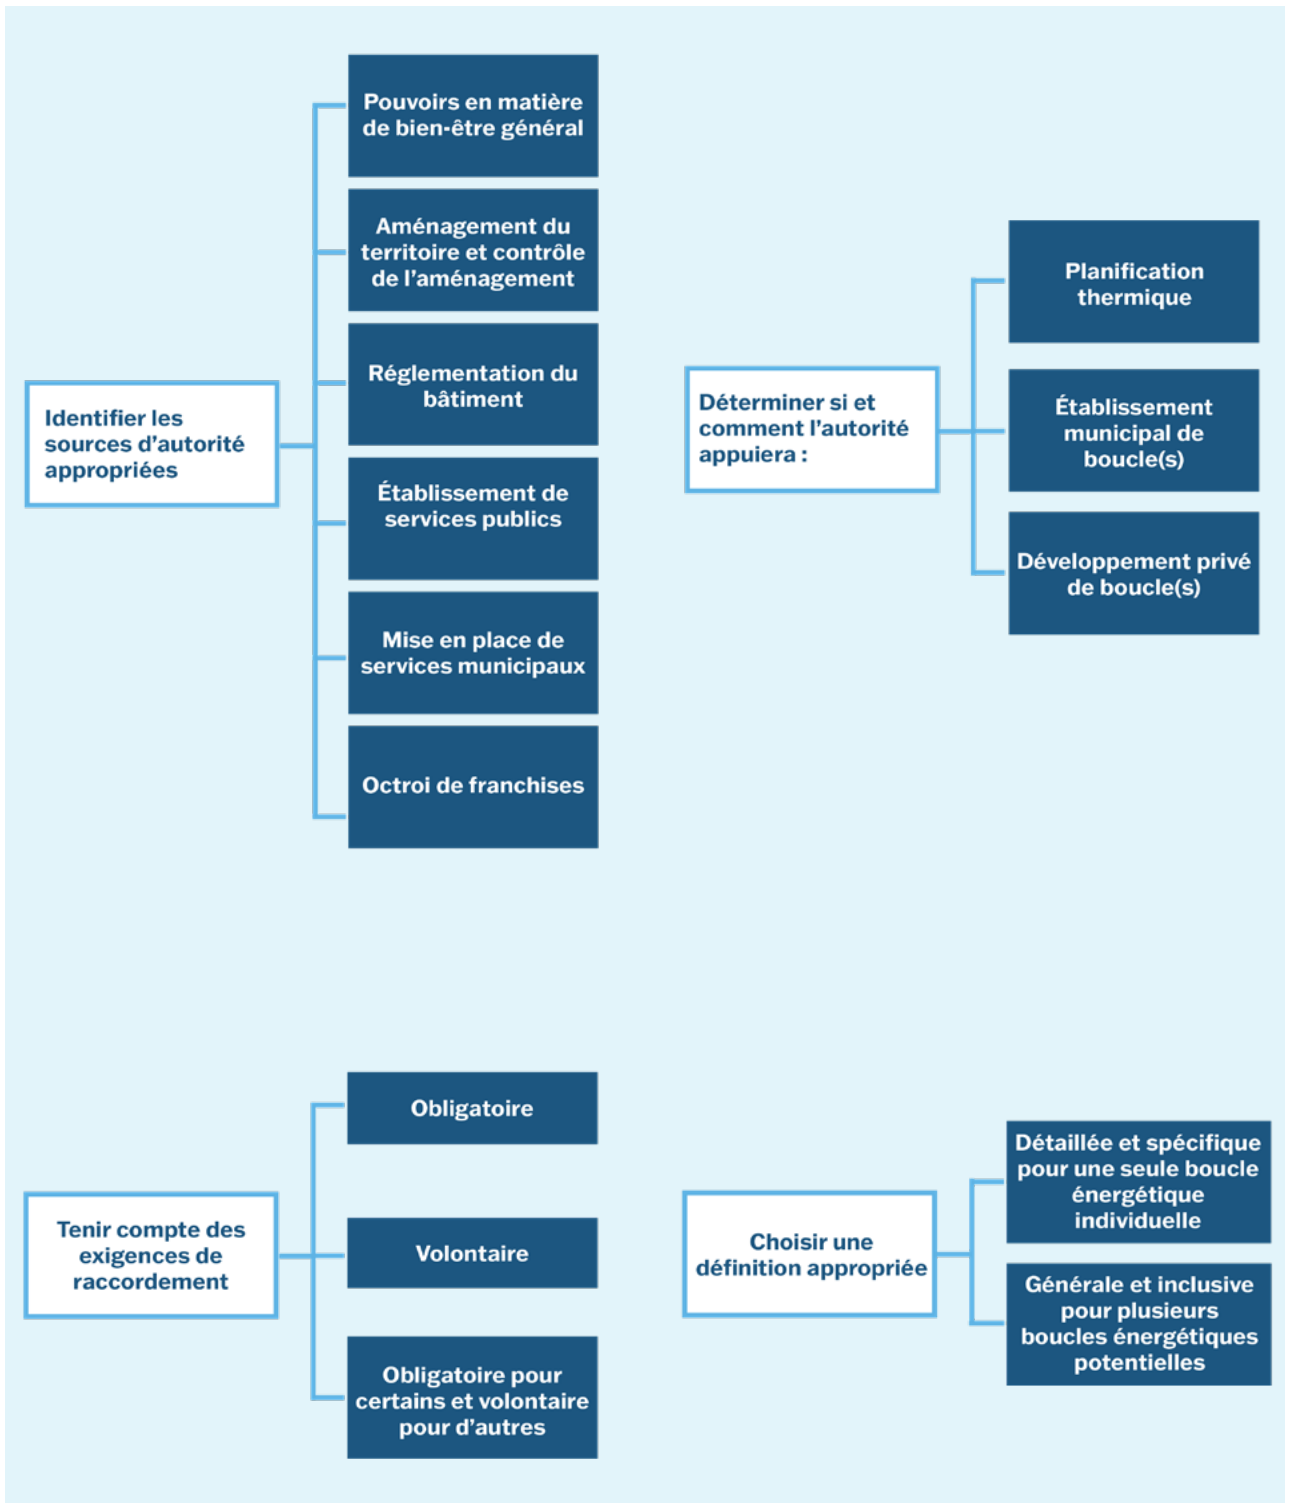 Identifier les
sources d'autorité
appropriées
Pouvoirs en matière
de bien-être général
Aménagement du
territoire et contrôle
de l'aménagement
Réglementation du
bâtiment
Établissement de
services publics
Mise en place de
services municipaux
Octroi de franchises
Déterminer si et
comment l'autorité
appuiera :
Planification
thermique
Établissement
municipal de
boucle(s)
Développement privé
de boucle(s)
Tenir compte des
exigences de
raccordement
Obligatoire
Volontaire
Obligatoire pour
certains et volontaire
pour d'autres
Choisir une
définition appropriée
Détaillée et spécifique
pour une seule boucle
énergétique
individuelle
Générale et inclusive
pour plusieurs
boucles énergétiques
potentielles